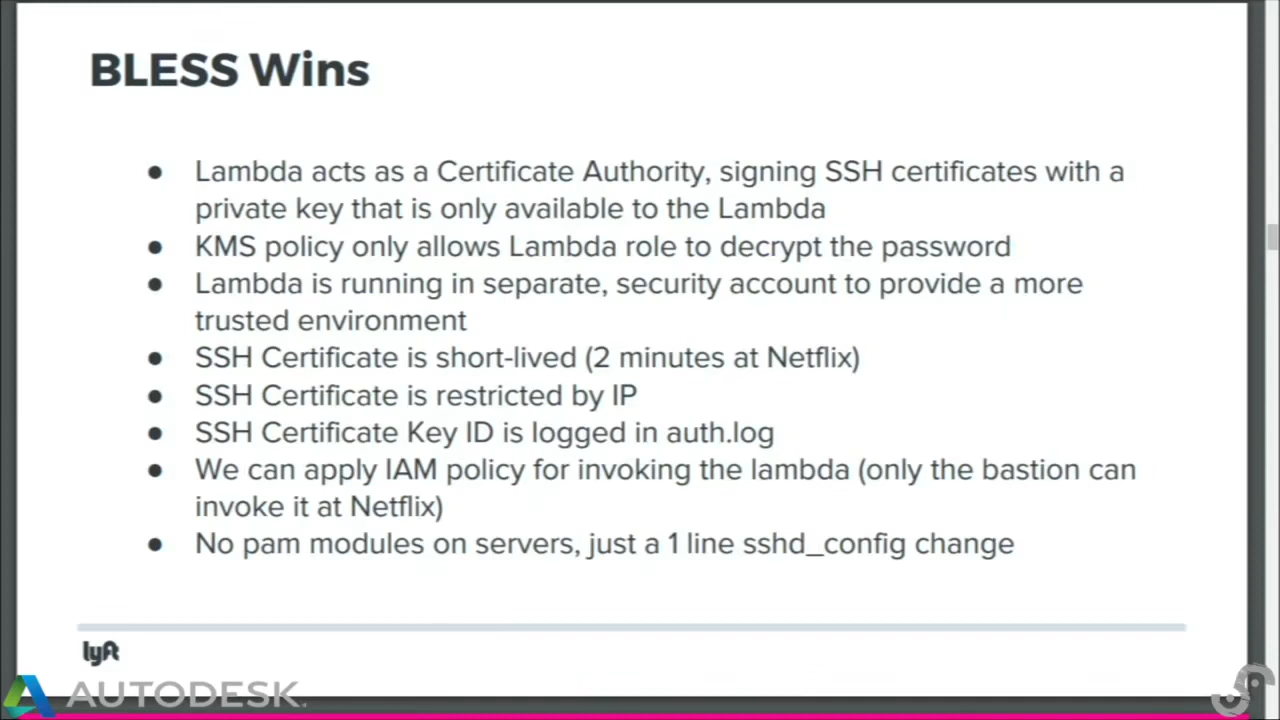 BLESS Wins
● Lambda acts as a Certificate Authority, signing SSH certificates with a
private key that is only available to the Lambda
● KMS policy only allows Lambda role to decrypt the password
● Lambda is running in separate, security account to provide a more
trusted environment
● SSH Certificate is short-lived (2 minutes at Netflix)
● SSH Certificate is restricted by IP
● SSH Certificate Key ID is logged in auth.log
● We can apply IAM policy for invoking the lambda (only the bastion can
invoke it at Netflix)
● No pam modules on servers, just a 1 line sshd_config change
lyft
AUTODESK.